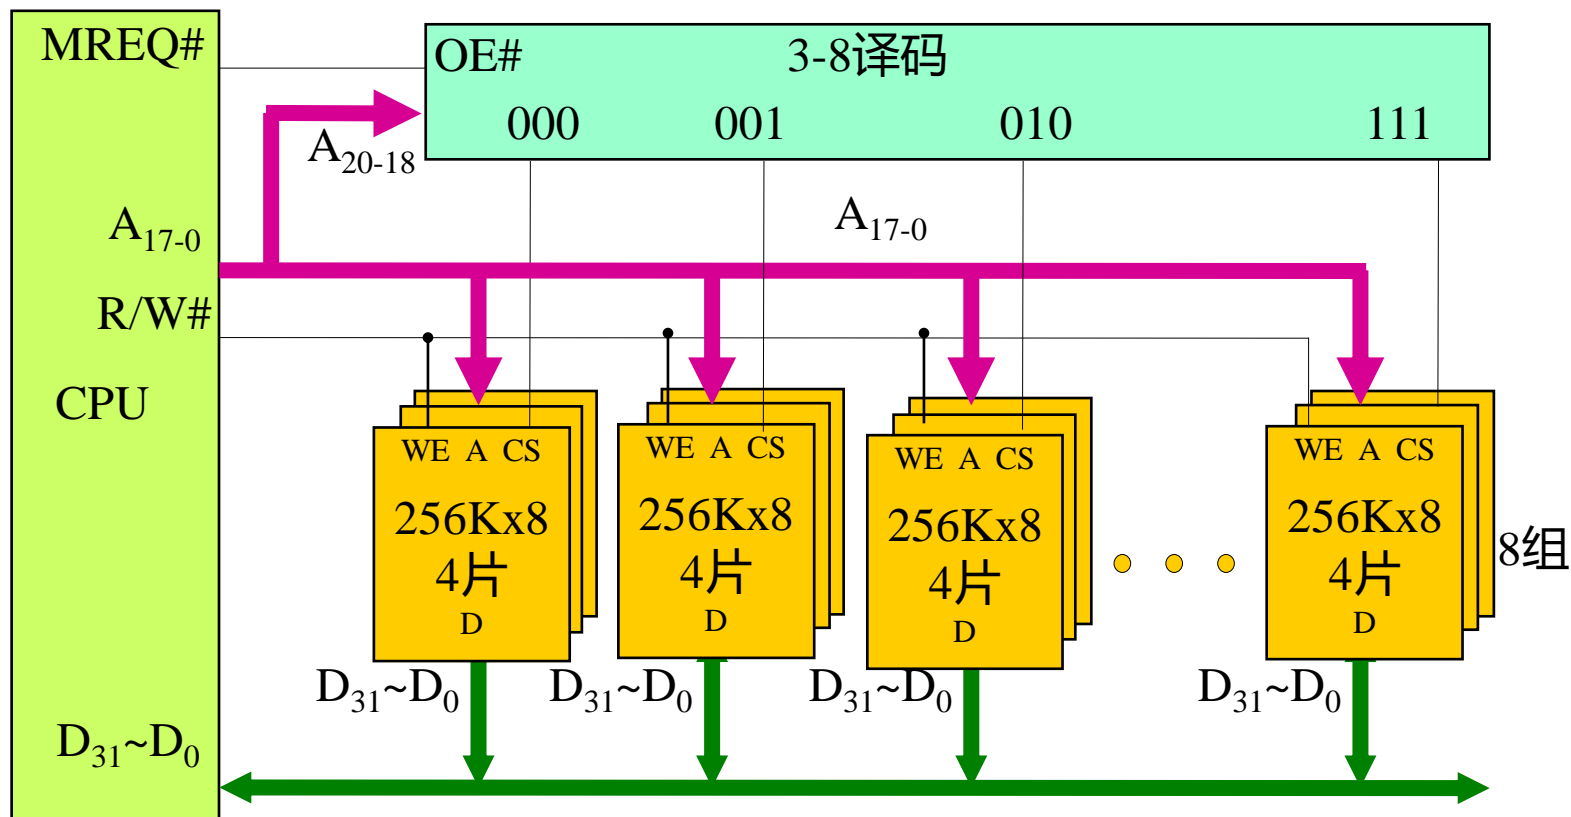 MREQ#
OE# 3-8译码
000 001 010 111
A20-18
A17-0 A17-0
R/W#
CPU
WE A CS WE A CS WE A CS WE A CS
256Kx8 256Kx8 256Kx8 256Kx8
4片 4片 4片 4片
8组
D D D D
D31~D0 D31~D0 D31~D0 D31~D0
D31~D0